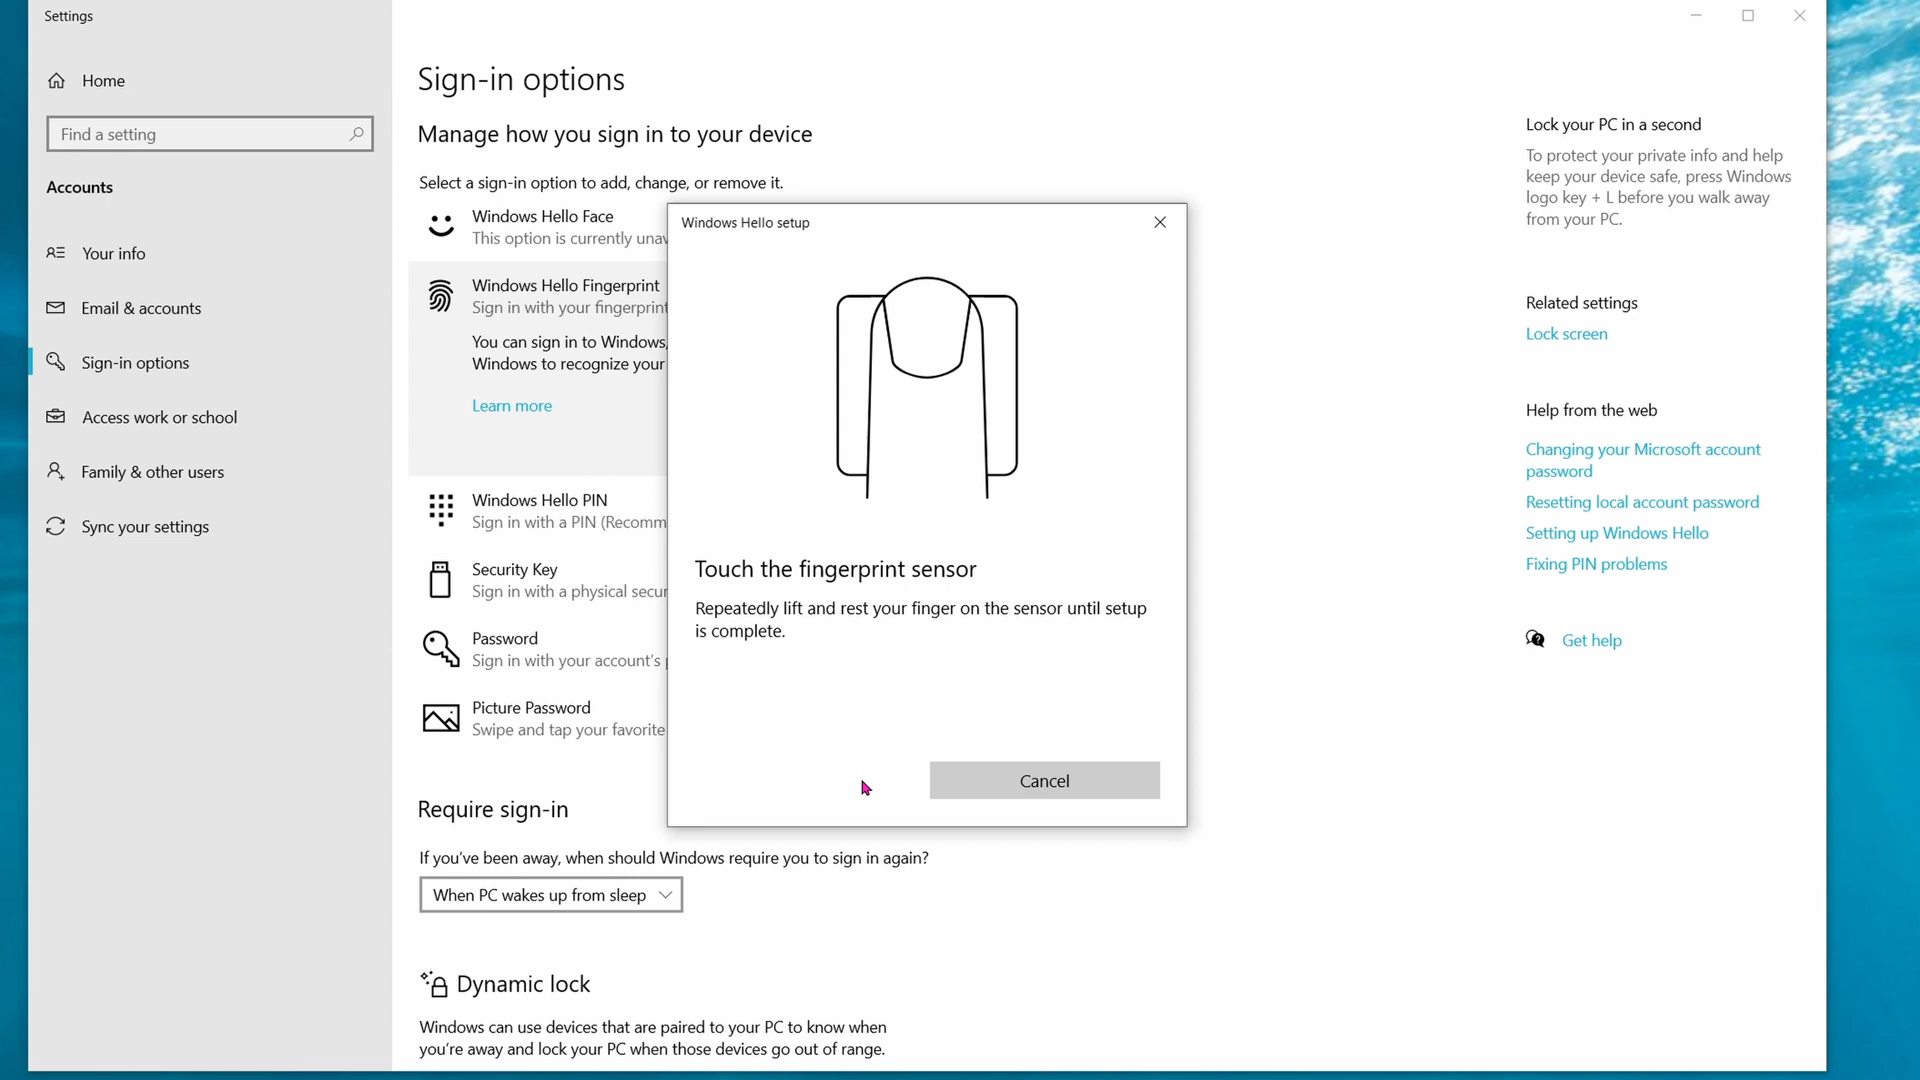 Settings
Home
Find a setting
Accounts
Your info
Email & accounts
Sign-in options
Access work or school
Family & other users
Sync your settings
Sign-in options
Manage how you sign in to your device
Select a sign-in option to add, change, or remove it.
Windows Hello Face
This option is currently
Windows Hello Fingerprint
Sign in with your fingerprint
You can sign in to Windows,
Windows to recognize your
Learn more
Windows Hello PIN
Sign in with a PIN
Security Key
Sign in with a physical
Password
Sign in with your account's
Picture Password
Swipe and tap your favorite
Require sign-in
If you've been away, when should Windows require you to sign in again?
When PC wakes up from sleep
Dynamic lock
Windows can use devices that are paired to your PC to know when
you're away and lock your PC when those devices go out of range.
Windows Hello setup
Touch the fingerprint sensor
Repeatedly lift and rest your finger on the sensor until setup
is complete.
Cancel
Lock your PC in a second
To protect your private info and help
keep your device safe, press Windows
logo key + L before you walk away
from your PC.
Related settings
Lock screen
Help from the web
Changing your Microsoft account
password
Resetting local account password
Setting up Windows Hello
Fixing PIN problems
Get help